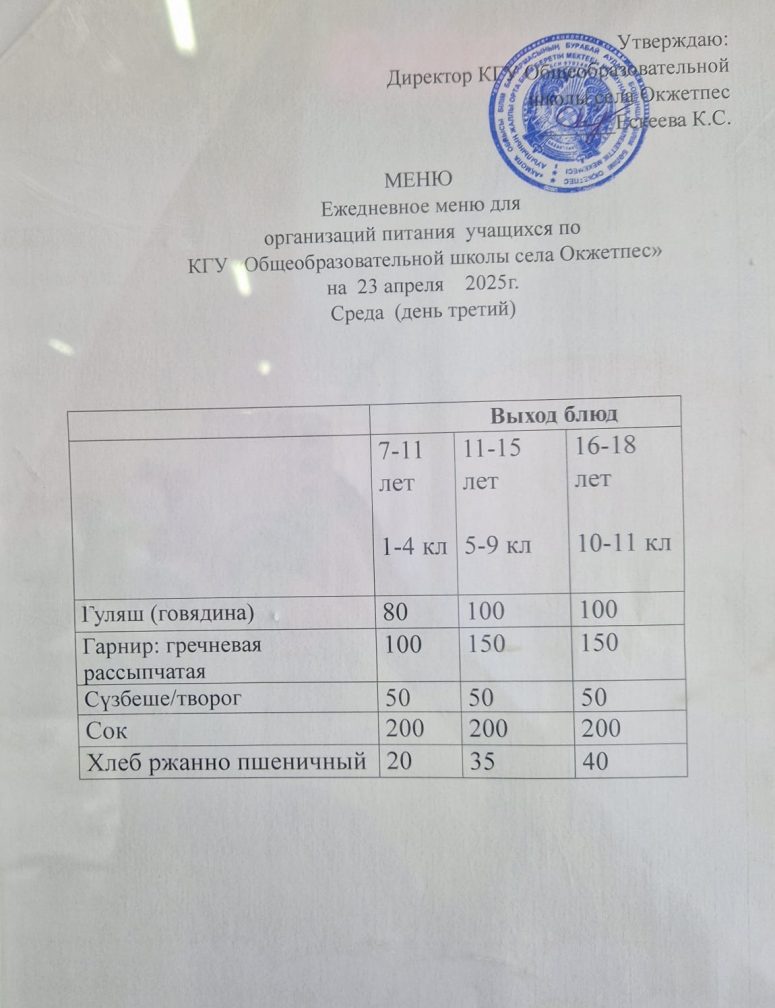 Утверждаю:
Директор КГУ Общеобразовательной
школы села Окжетпес
Ескеева К.С.
МЕНЮ
Ежедневное меню для
организаций питания учащихся по
КГУ Общеобразовательной школы села Окжетпес»
на 23 апреля 2025г.
Среда (день третий)
Выход блюд
7-11 лет 1-4 кл
11-15 лет 5-9 кл
16-18 лет 10-11 кл
Гуляш (говядина) 80 100 100
Гарнир: гречневая 100 150 150
рассыпчатая
Сүзбеше/творог 50 50 50
Сок 200 200 200
Хлеб ржанно пшеничный 20 35 40